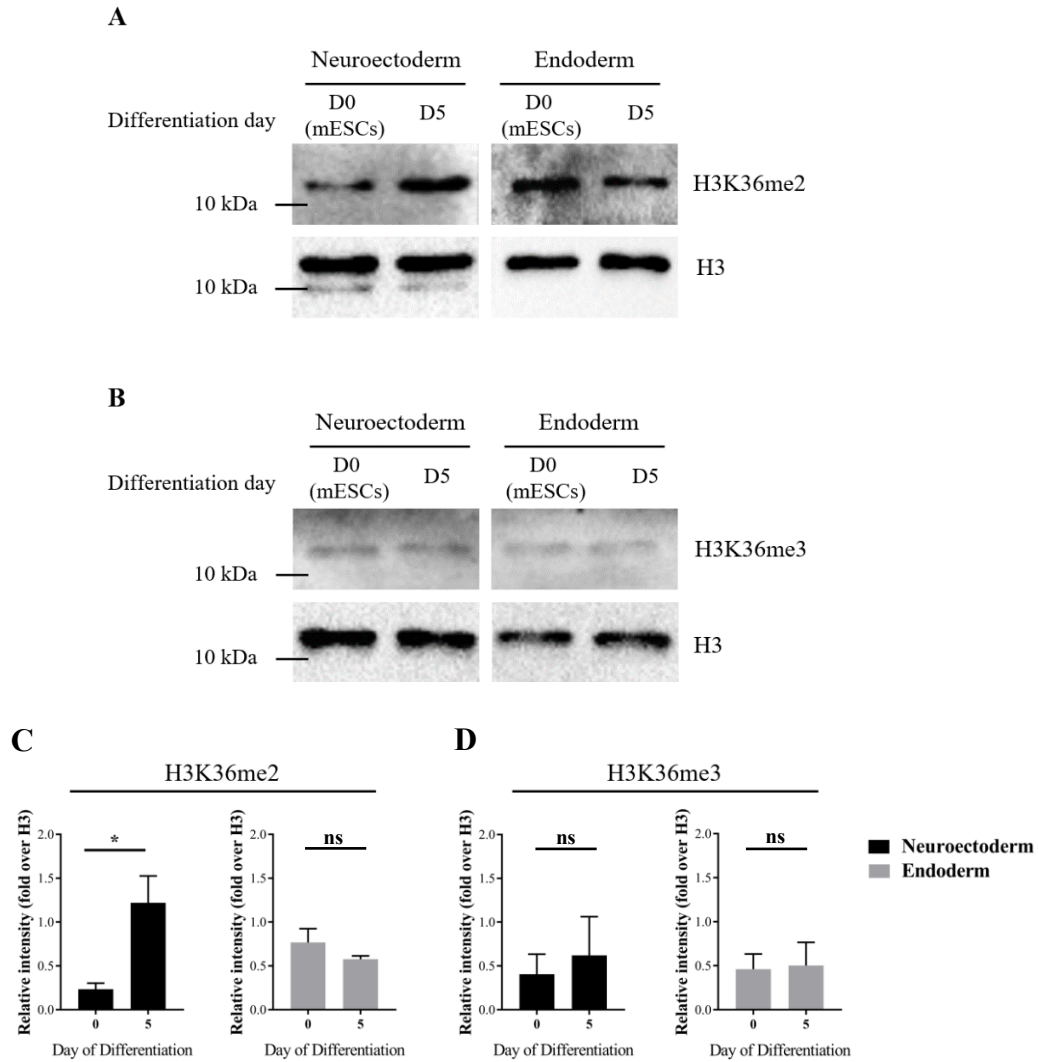 A
Neuroectoderm Endoderm
Differentiation day D0 (mESCs) D5 D0 (mESCs) D5
H3K36me2
10 kDa
H3
10 kDa
B
Neuroectoderm Endoderm
Differentiation day D0 (mESCs) D5 D0 (mESCs) D5
H3K36me3
10 kDa
H3
10 kDa
C
H3K36me2
Relative intensity (fold over H3)
2.0
1.5
1.0
0.5
0.0
*
0 5
Day of Differentiation
Relative intensity (fold over H3)
2.0
1.5
1.0
0.5
0.0
ns
0 5
Day of Differentiation
D
H3K36me3
Relative intensity (fold over H3)
2.0
1.5
1.0
0.5
0.0
ns
0 5
Day of Differentiation
Relative intensity (fold over H3)
2.0
1.5
1.0
0.5
0.0
ns
0 5
Day of Differentiation
Neuroectoderm
Endoderm